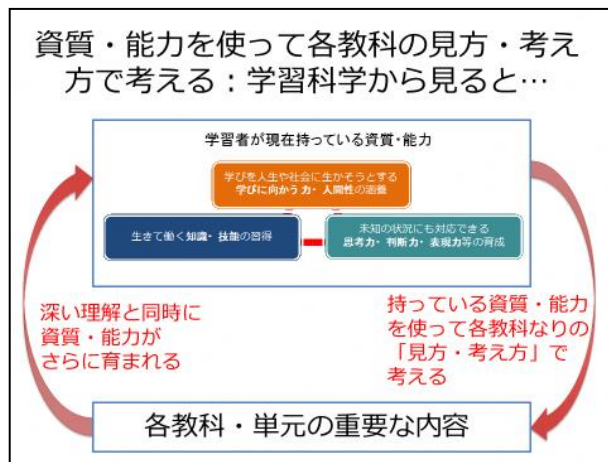 資質・能力を使って各教科の見方・考え
方で考える：学習科学から見ると…
学習者が現在持っている資質・能力
学びを人生や社会に生かそうとする
学びに向かう力・人間性の涵養
生きて働く知識・技能の習得
未知の状況にも対応できる
思考力・判断力・表現力等の育成
深い理解と同時に
資質・能力が
さらに育まれる
持っている資質・能力
を使って各教科なりの
「見方・考え方」で
考える
各教科・単元の重要な内容